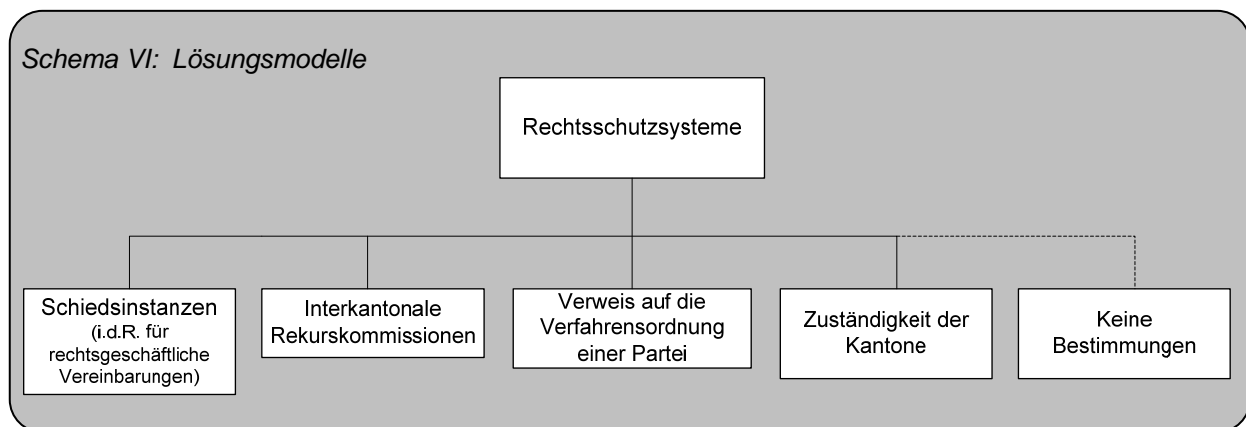 Schema VI: Lösungsmodelle
Rechtsschutzsysteme
Schiedsinstanzen
(i.d.R. für
rechtsgeschäftliche
Vereinbarungen)
Interkantonale
Rekurskommissionen
Verweis auf die
Verfahrensordnung
einer Partei
Zuständigkeit der
Kantone
Keine
Bestimmungen